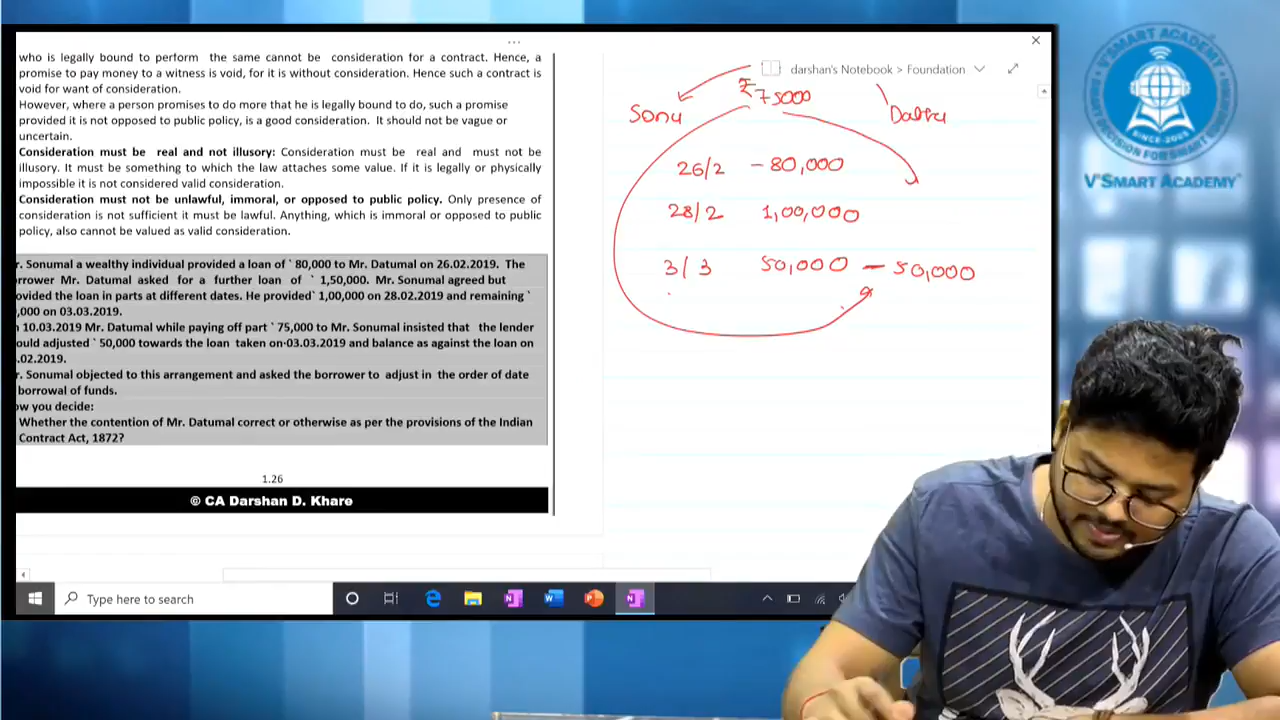 who is legally bound to perform the same cannot be consideration for a contract. Hence, a
promise to pay money to a witness is void, for it is without consideration. Hence such a contract is
void for want of consideration.
However, where a person promises to do more that he is legally bound to do, such a promise
provided it is not opposed to public policy, is a good consideration. It should not be vague or
uncertain.
Consideration must be real and not illusory: Consideration must be real and must not be
illusory. It must be something to which the law attaches some value. If it is legally or physically
impossible it is not considered valid consideration.
Consideration must not be unlawful, immoral, or opposed to public policy. Only presence of
consideration is not sufficient it must be lawful. Anything, which is immoral or opposed to public
policy, also cannot be valued as valid consideration.
r. Sonumal a wealthy individual provided a loan of ` 80,000 to Mr. Datumal on 26.02.2019. The
rrower Mr. Datumal asked for a further loan of ` 1,50,000. Mr. Sonumal agreed but
ovided the loan in parts at different dates. He provided` 1,00,000 on 28.02.2019 and remaining `
,000 on 03.03.2019.
10.03.2019 Mr. Datumal while paying off part ` 75,000 to Mr. Sonumal insisted that the lender
ould adjusted ` 50,000 towards the loan taken on 03.03.2019 and balance as against the loan on
.02.2019.
r. Sonumal objected to this arrangement and asked the borrower to adjust in the order of date
borrowal of funds.
ow you decide:
Whether the contention of Mr. Datumal correct or otherwise as per the provisions of the Indian
Contract Act, 1872?
1.26
© CA Darshan D. Khare
darshan's Notebook > Foundation
₹75000
Sonu
26/2 - 80,000
28/2 1,00,000
3/3 50,000 - 50,000
V'SMART ACADEMY
SINCE 2005
V'SMART ACADEMY
Type here to search